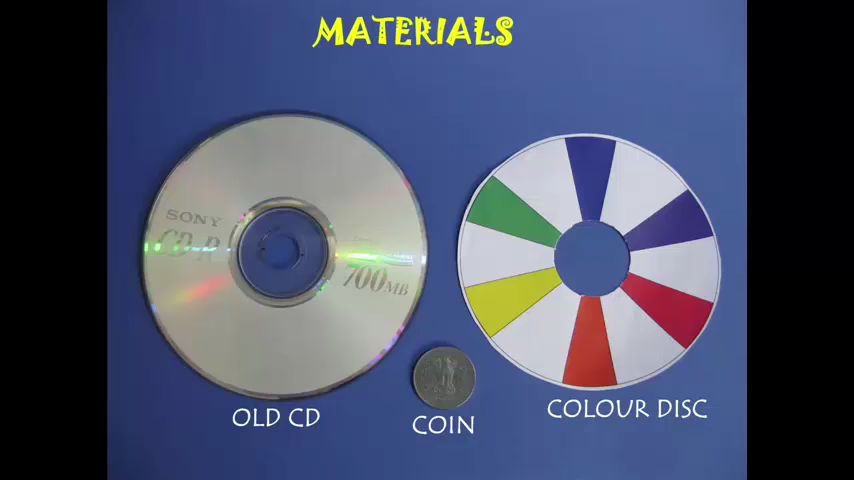 MATERIALS
SONY
CD-R
700MB
OLD CD
COIN
COLOUR DISC